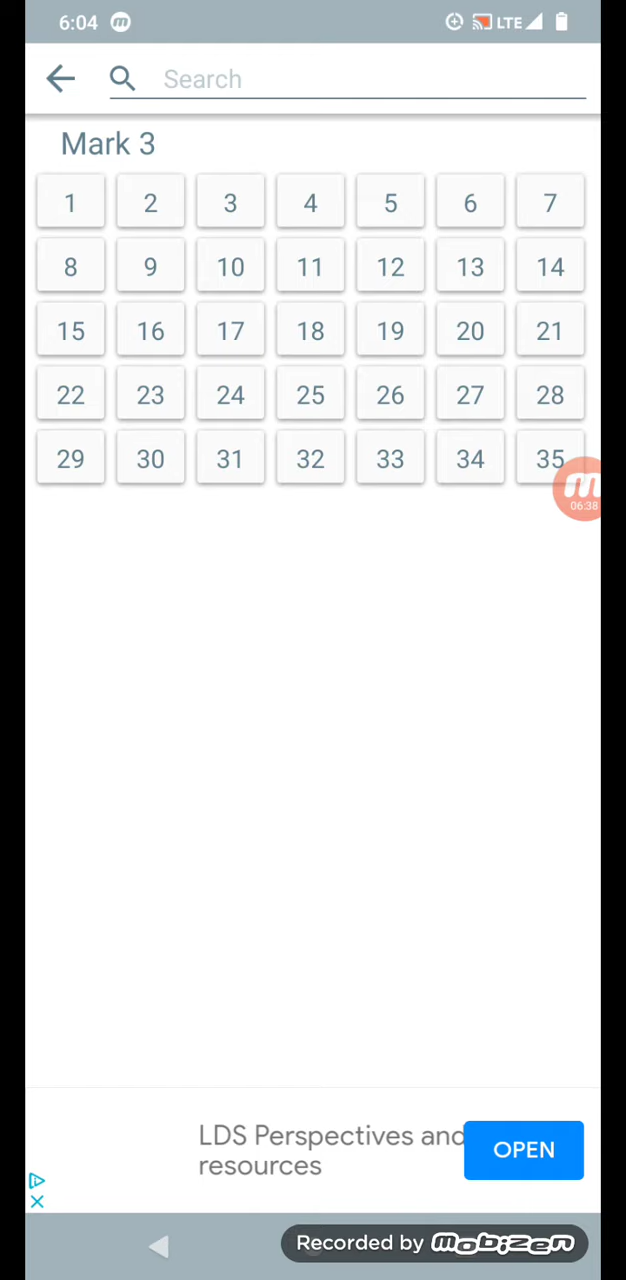 6:04 LTE
Search
Mark 3
1 2 3 4 5 6 7
8 9 10 11 12 13 14
15 16 17 18 19 20 21
22 23 24 25 26 27 28
29 30 31 32 33 34 35
06:38
LDS Perspectives and
resources
OPEN
Recorded by mobizen